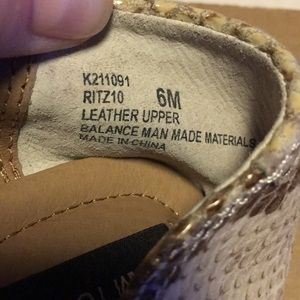 K211091
RITZ10 6M
LEATHER UPPER
BALANCE MAN MADE MATERIALS
MADE IN CHINA